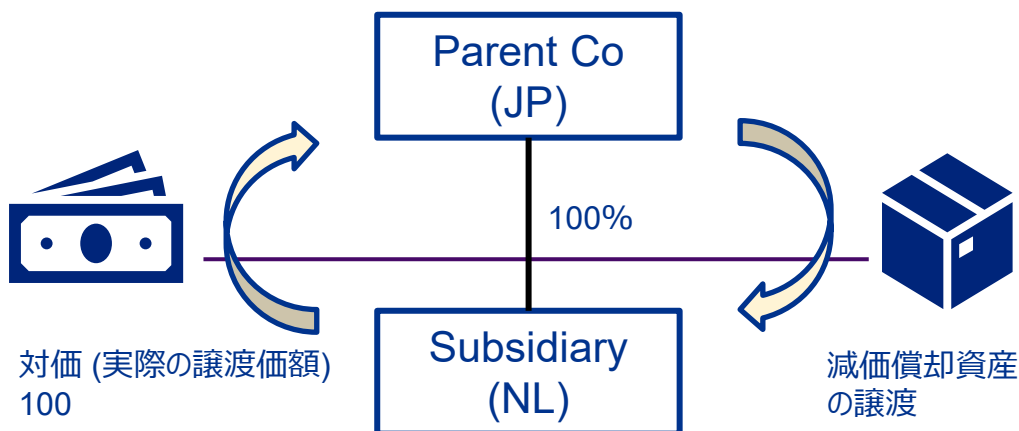 Parent Co
(JP)
100%
Subsidiary
(NL)
対価 (実際の譲渡価額)
100
減価償却資産
の譲渡